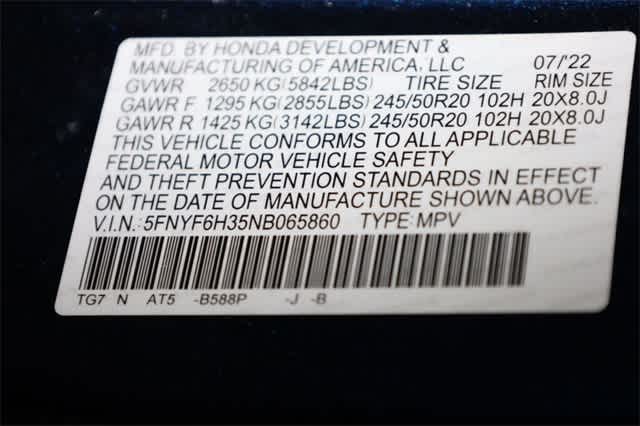 MFD. BY HONDA DEVELOPMENT &
MANUFACTURING OF AMERICA, LLC 07/'22
GVWR 2650 KG(5842LBS) TIRE SIZE RIM SIZE
GAWR F 1295 KG(2855LBS) 245/50R20 102H 20X8.0J
GAWR R 1425 KG(3142LBS) 245/50R20 102H 20X8.0J
THIS VEHICLE CONFORMS TO ALL APPLICABLE
FEDERAL MOTOR VEHICLE SAFETY
AND THEFT PREVENTION STANDARDS IN EFFECT
ON THE DATE OF MANUFACTURE SHOWN ABOVE.
V.I.N.: 5FNYF6H35NB065860 TYPE: MPV
TG7 N AT5 -B588P -J -B